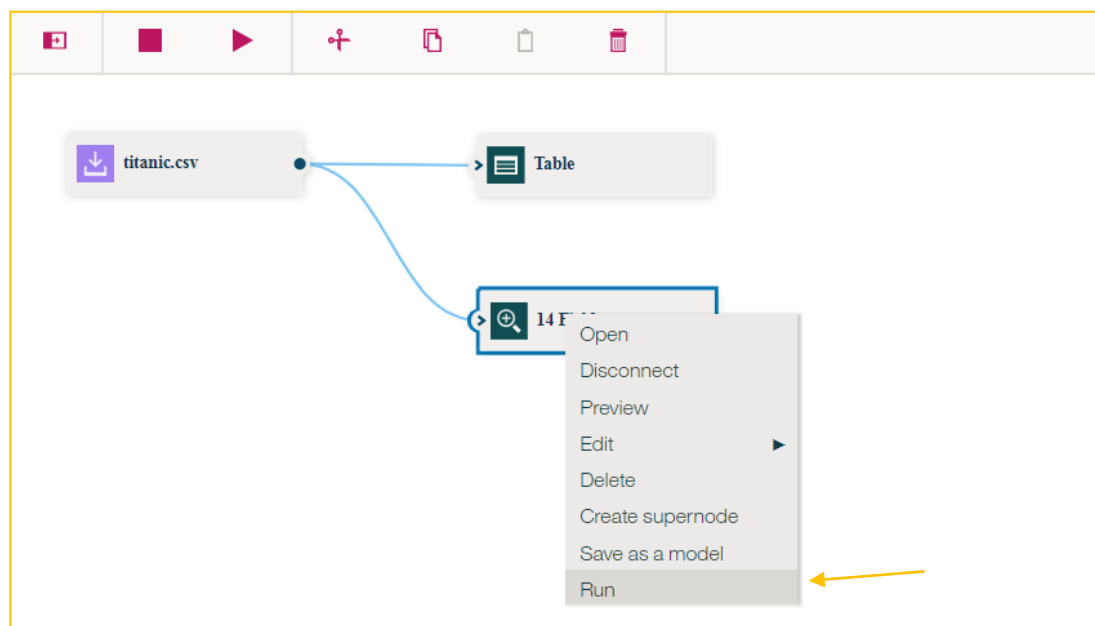 titanic.csv
Table
14 Fi
Open
Disconnect
Preview
Edit
Delete
Create supernode
Save as a model
Run